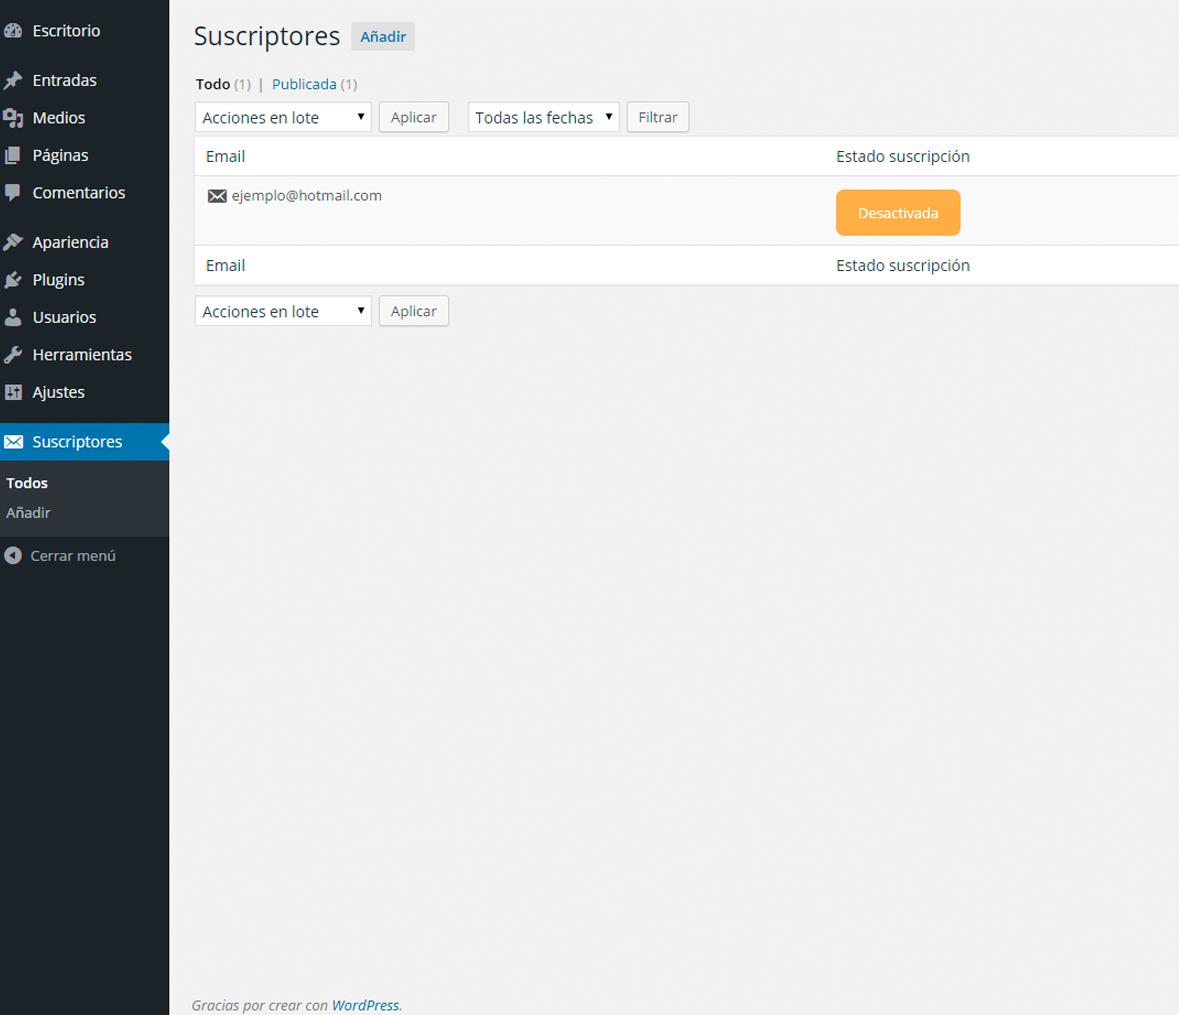 Escritorio
Entradas
Medios
Páginas
Comentarios
Apariencia
Plugins
Usuarios
Herramientas
Ajustes
Suscriptores
Todos
Añadir
Cerrar menú
Suscriptores Añadir
Todo (1) | Publicada (1)
Acciones en lote Aplicar Todas las fechas Filtrar
Email Estado suscripción
ejemplo@hotmail.com Desactivada
Email Estado suscripción
Acciones en lote Aplicar
Gracias por crear con WordPress.